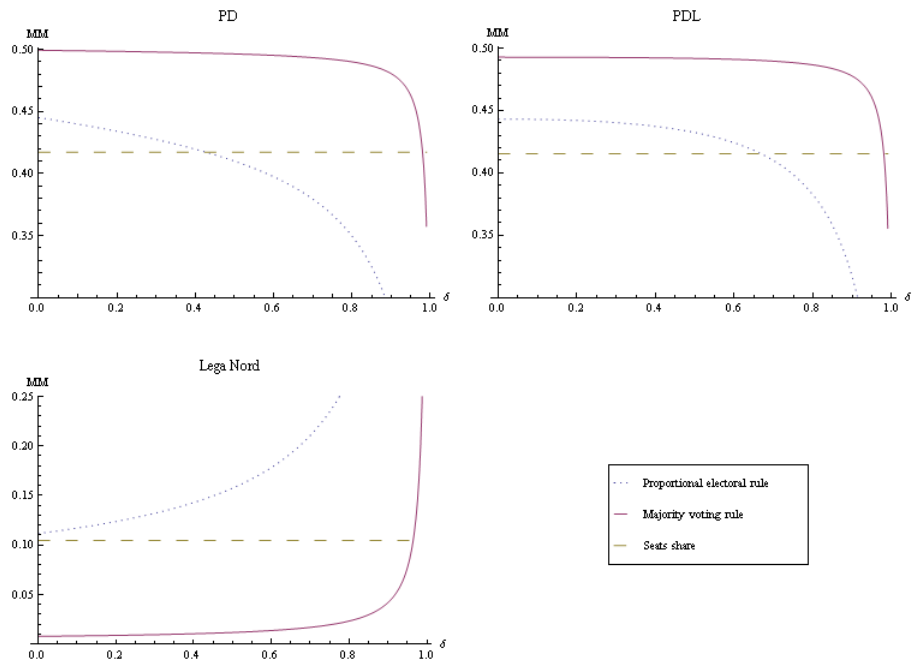 PD
MM
0.50
0.45
0.40
0.35
0.0 0.2 0.4 0.6 0.8 1.0 δ
PDL
MM
0.50
0.45
0.40
0.35
0.0 0.2 0.4 0.6 0.8 1.0 δ
Lega Nord
MM
0.25
0.20
0.15
0.10
0.05
0.0 0.2 0.4 0.6 0.8 1.0 δ
Proportional electoral rule
Majority voting rule
Seats share